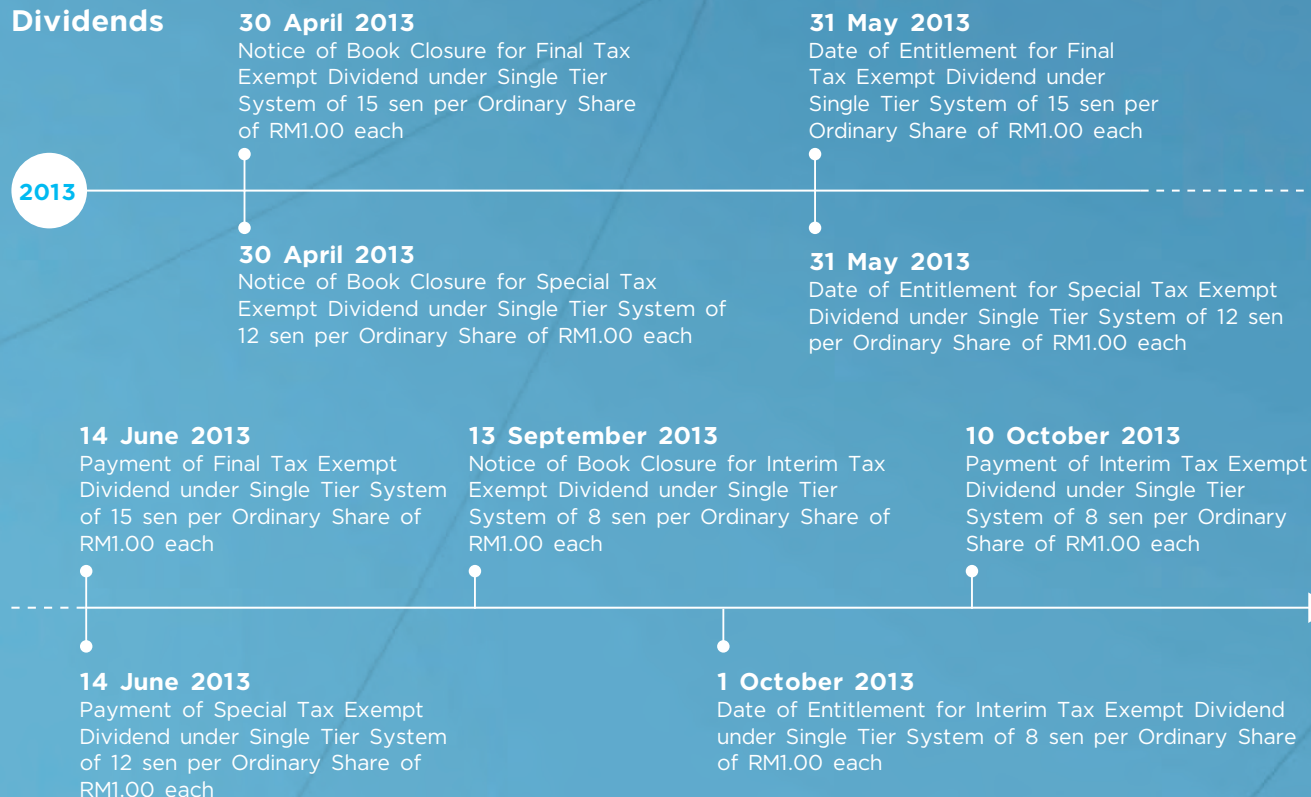 Dividends
30 April 2013
Notice of Book Closure for Final Tax
Exempt Dividend under Single Tier
System of 15 sen per Ordinary Share
of RM1.00 each
31 May 2013
Date of Entitlement for Final
Tax Exempt Dividend under
Single Tier System of 15 sen per
Ordinary Share of RM1.00 each
2013
30 April 2013
Notice of Book Closure for Special Tax
Exempt Dividend under Single Tier System of
12 sen per Ordinary Share of RM1.00 each
31 May 2013
Date of Entitlement for Special Tax Exempt
Dividend under Single Tier System of 12 sen
per Ordinary Share of RM1.00 each
14 June 2013
Payment of Final Tax Exempt
Dividend under Single Tier System
of 15 sen per Ordinary Share of
RM1.00 each
13 September 2013
Notice of Book Closure for Interim Tax
Exempt Dividend under Single Tier
System of 8 sen per Ordinary Share of
RM1.00 each
10 October 2013
Payment of Interim Tax Exempt
Dividend under Single Tier
System of 8 sen per Ordinary
Share of RM1.00 each
14 June 2013
Payment of Special Tax Exempt
Dividend under Single Tier System
of 12 sen per Ordinary Share of
RM1.00 each
1 October 2013
Date of Entitlement for Interim Tax Exempt Dividend
under Single Tier System of 8 sen per Ordinary Share
of RM1.00 each